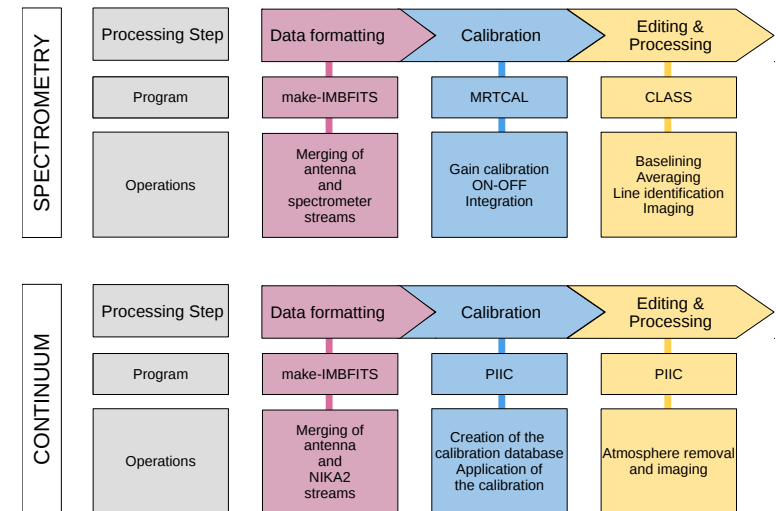 SPECTROMETRY
Processing Step
Data formatting
Calibration
Editing &
Processing
Program
make-IMBFITS
MRTCAL
CLASS
Operations
Merging of
antenna
and
spectrometer
streams
Gain calibration
ON-OFF
Integration
Baselining
Averaging
Line identification
Imaging
CONTINUUM
Processing Step
Data formatting
Calibration
Editing &
Processing
Program
make-IMBFITS
PIIC
PIIC
Operations
Merging of
antenna
and
NIKA2
streams
Creation of the
calibration database
Application of
the calibration
Atmosphere removal
and imaging